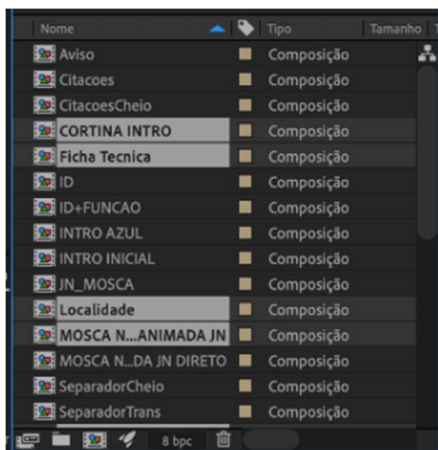 Nome Tipo Tamanho
Aviso Composição
Citacoes Composição
CitacoesCheio Composição
CORTINA INTRO Composição
Ficha Tecnica Composição
ID Composição
ID+FUNCAO Composição
INTRO AZUL Composição
INTRO INICIAL Composição
JN_MOSCA Composição
Localidade Composição
MOSCA N...ANIMADA JN Composição
MOSCA N...DA JN DIRETO Composição
SeparadorCheio Composição
SeparadorTrans Composição
8 bpc